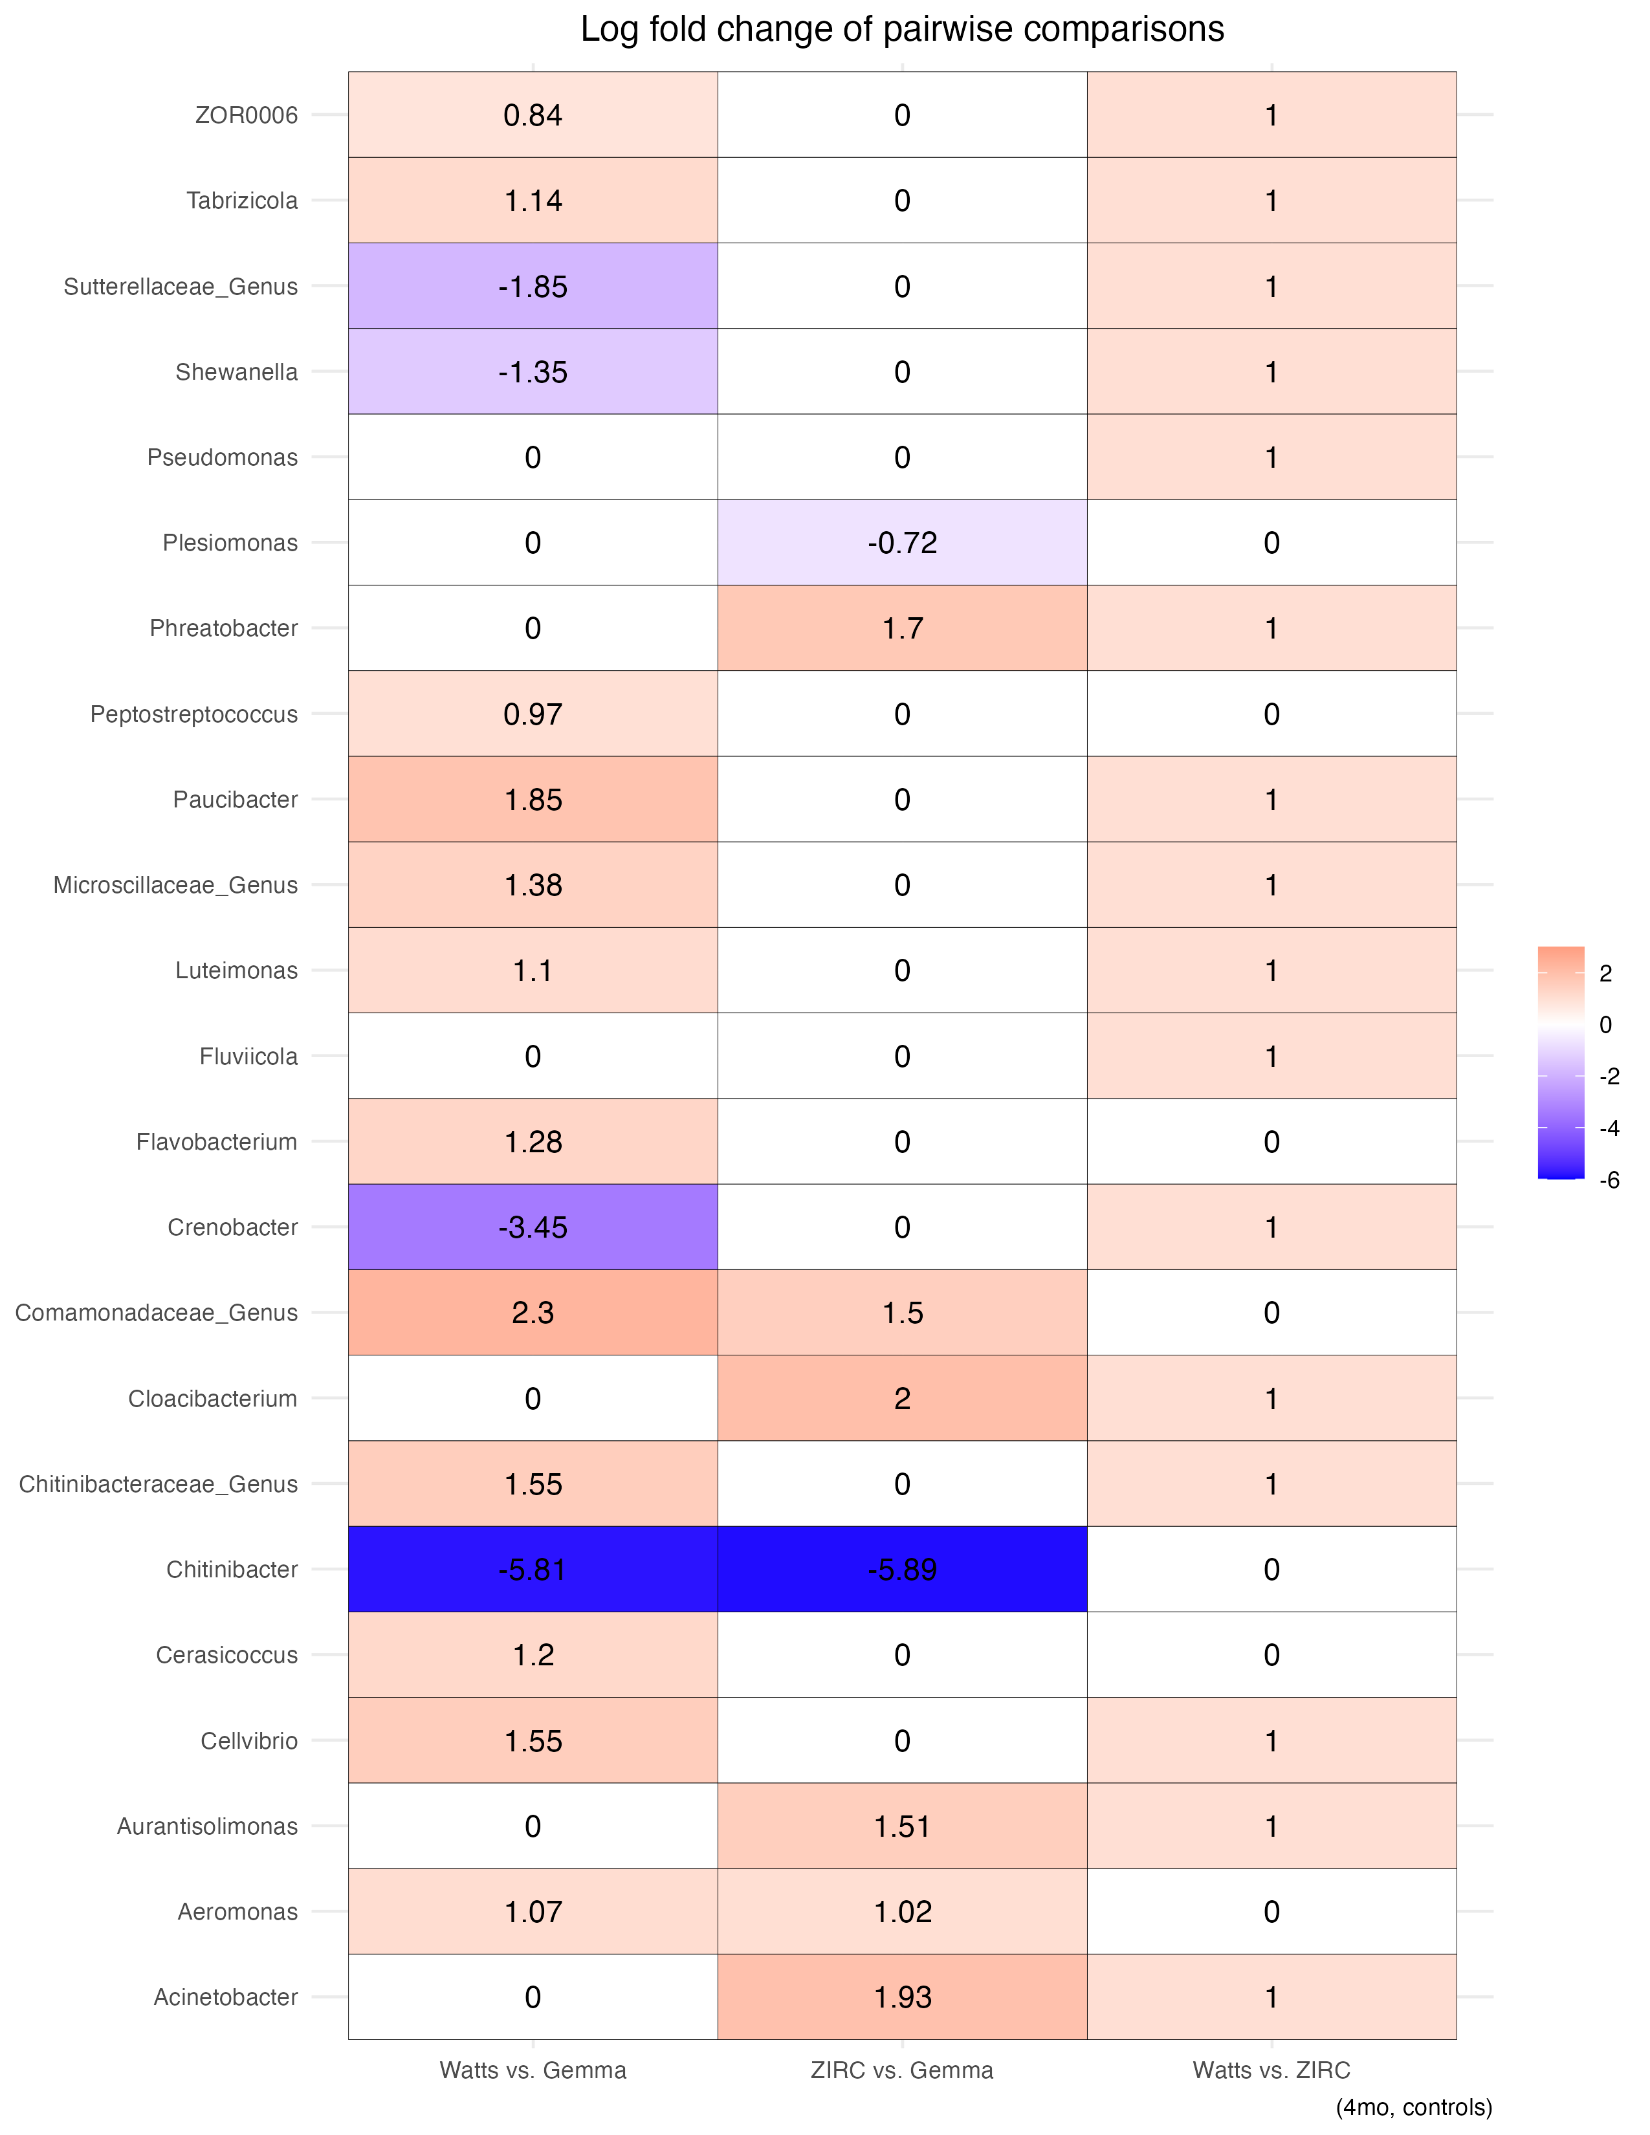 Log fold change of pairwise comparisons
ZOR0006 0.84 0 1
Tabrizicola 1.14 0 1
Sutterellaceae_Genus -1.85 0 1
Shewanella -1.35 0 1
Pseudomonas 0 0 1
Plesiomonas 0 -0.72 0
Phreatobacter 0 1.7 1
Peptostreptococcus 0.97 0 0
Paucibacter 1.85 0 1
Microscillaceae_Genus 1.38 0 1
Luteimonas 1.1 0 1
Fluviicola 0 0 1
Flavobacterium 1.28 0 0
Crenobacter -3.45 0 1
Comamonadaceae_Genus 2.3 1.5 0
Cloacibacterium 0 2 1
Chitinibacteraceae_Genus 1.55 0 1
Chitinibacter -5.81 -5.89 0
Cerasicoccus 1.2 0 0
Cellvibrio 1.55 0 1
Aurantisolimonas 0 1.51 1
Aeromonas 1.07 1.02 0
Acinetobacter 0 1.93 1
Watts vs. Gemma ZIRC vs. Gemma Watts vs. ZIRC
(4mo, controls)
2
0
-2
-4
-6